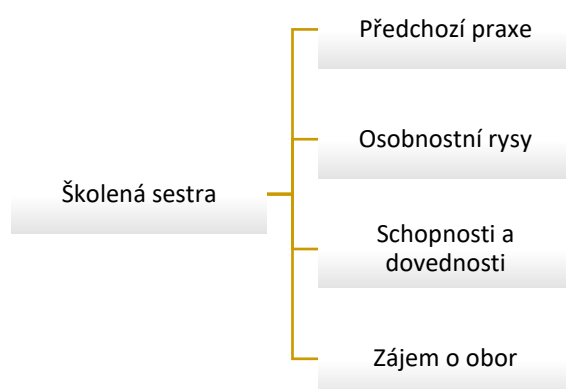 Předchozí praxe
Osobnostní rysy
Školená sestra
Schopnosti a
dovednosti
Zájem o obor